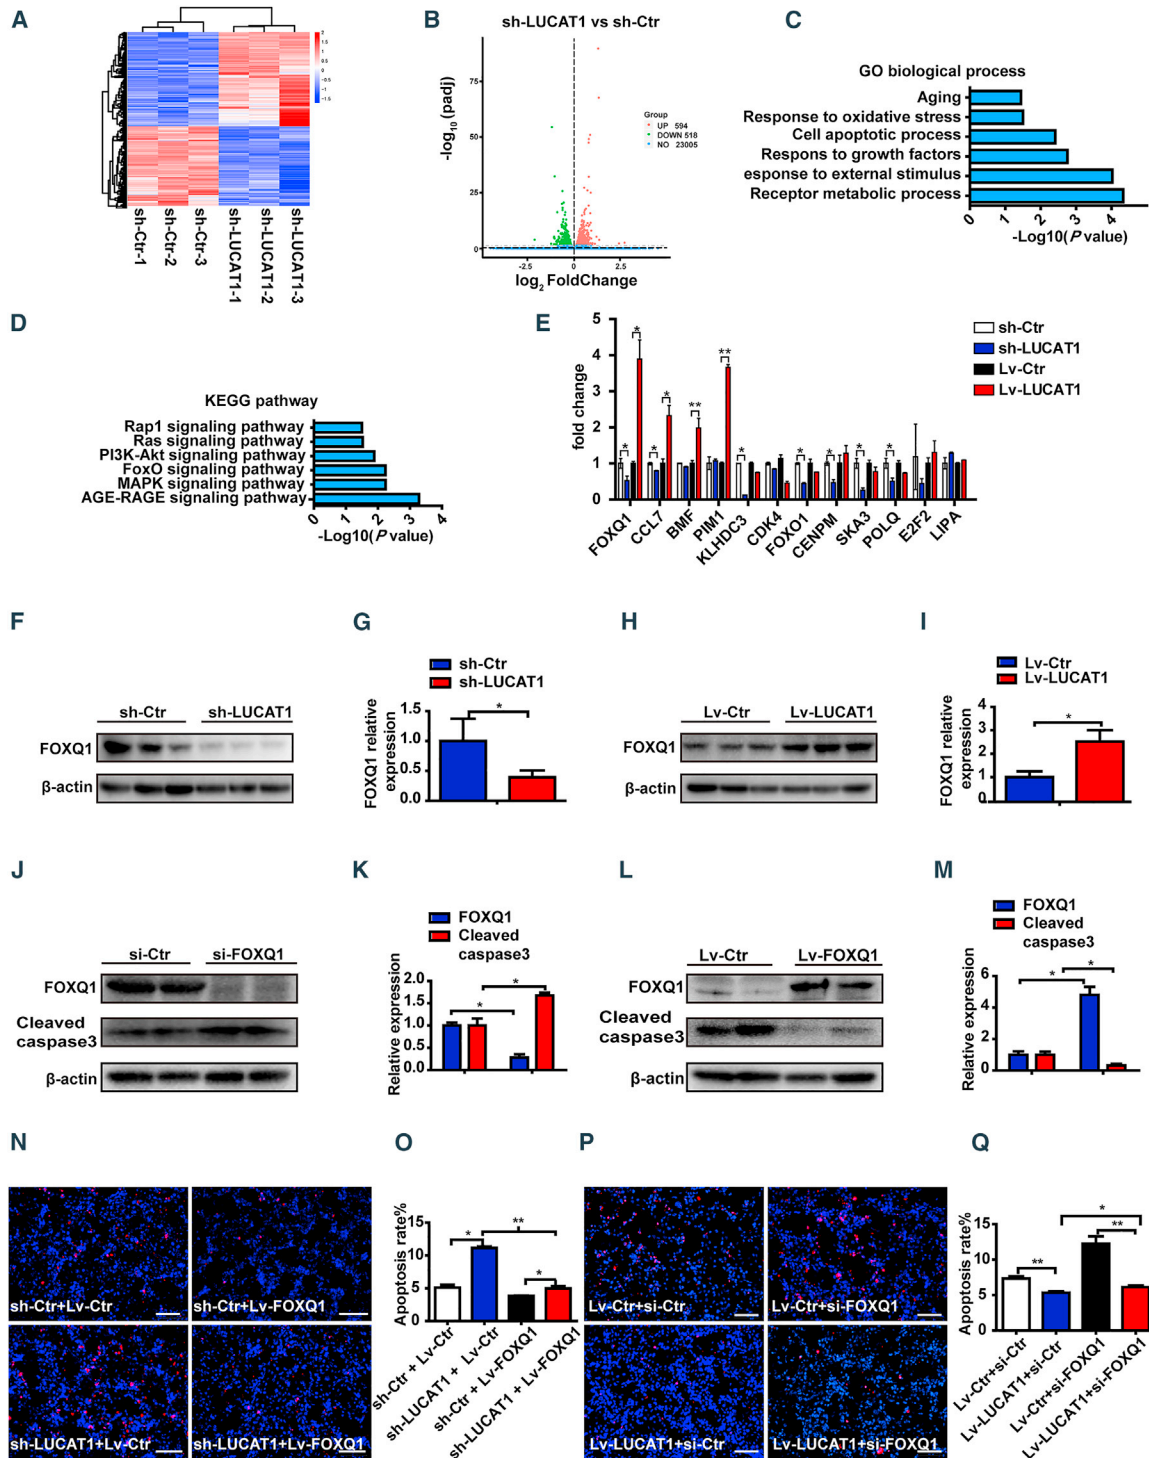 A
2
1.5
1
0.5
0
−0.5
−1
−1.5
sh-Ctr-1
sh-Ctr-2
sh-Ctr-3
sh-LUCAT1-1
sh-LUCAT1-2
sh-LUCAT1-3
B
sh-LUCAT1 vs sh-Ctr
-log10 (padj)
75
50
25
0
-2.5
0
2.5
log2 FoldChange
Group
UP 594
DOWN 518
NO 23005
C
GO biological process
Aging
Response to oxidative stress
Cell apoptotic process
Respons to growth factors
esponse to external stimulus
Receptor metabolic process
0 1 2 3 4
-Log10(P value)
D
KEGG pathway
Rap1 signaling pathway
Ras signaling pathway
PI3K-Akt signaling pathway
FoxO signaling pathway
MAPK signaling pathway
AGE-RAGE signaling pathway
0 1 2 3 4
-Log10(P value)
E
fold change
5
4
3
2
1
0
* * * * ** ** * * * * *
FOXQ1
CCL7
BMF
PIM1
KLHDC3
CDK4
FOXO1
CENPM
SKA3
POLQ
E2F2
LIPA
sh-Ctr
sh-LUCAT1
Lv-Ctr
Lv-LUCAT1
F
sh-Ctr sh-LUCAT1
FOXQ1
β-actin
G
sh-Ctr
sh-LUCAT1
FOXQ1 relative
expression
1.5
1.0
0.5
0.0
*
H
Lv-Ctr Lv-LUCAT1
FOXQ1
β-actin
I
Lv-Ctr
Lv-LUCAT1
FOXQ1 relative
expression
4
3
2
1
0
*
J
si-Ctr si-FOXQ1
FOXQ1
Cleaved
caspase3
β-actin
K
FOXQ1
Cleaved
caspase3
Relative expression
2.0
1.5
1.0
0.5
0.0
* *
L
Lv-Ctr Lv-FOXQ1
FOXQ1
Cleaved
caspase3
β-actin
M
FOXQ1
Cleaved
caspase3
Relative expression
6
4
2
0
* *
N
sh-Ctr+Lv-Ctr
sh-Ctr+Lv-FOXQ1
sh-LUCAT1+Lv-Ctr
sh-LUCAT1+Lv-FOXQ1
O
Apoptosis rate%
15
10
5
0
* ** *
sh-Ctr + Lv-Ctr
sh-LUCAT1 + Lv-Ctr
sh-Ctr + Lv-FOXQ1
sh-LUCAT1 + Lv-FOXQ1
P
Lv-Ctr+si-Ctr
Lv-Ctr+si-FOXQ1
Lv-LUCAT1+si-Ctr
Lv-LUCAT1+si-FOXQ1
Q
Apoptosis rate%
15
10
5
0
** * **
Lv-Ctr+si-Ctr
Lv-LUCAT1+si-Ctr
Lv-Ctr+si-FOXQ1
Lv-LUCAT1+si-FOXQ1